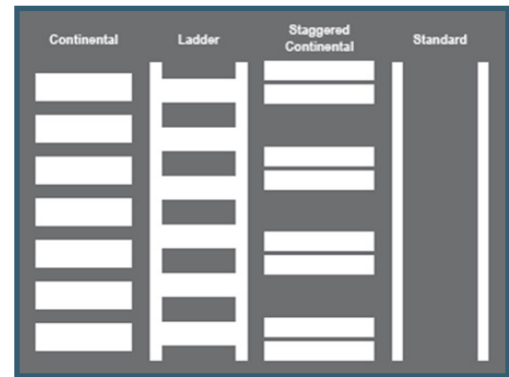 Continental
Ladder
Staggered
Continental
Standard